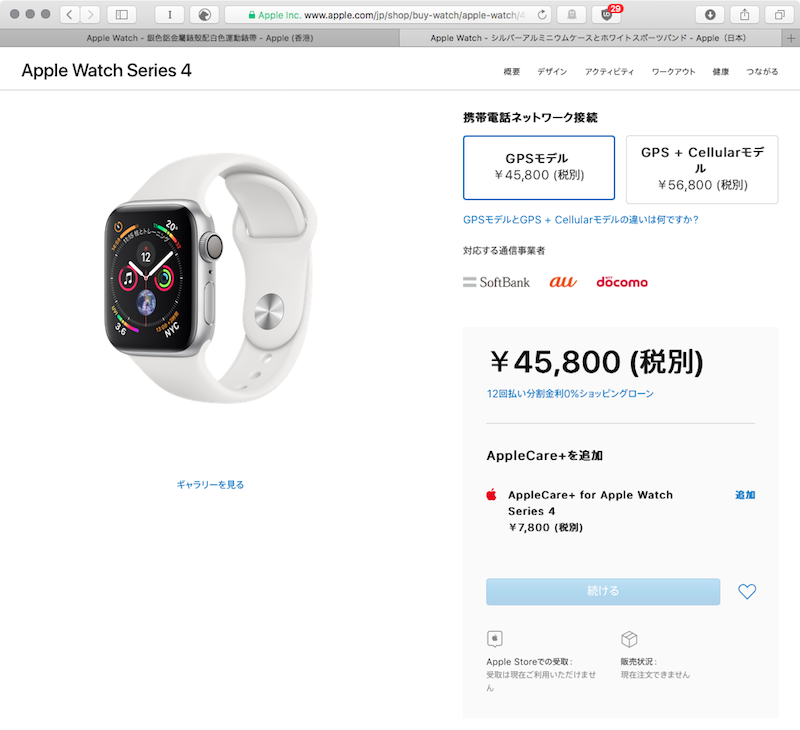 Apple Inc. www.apple.com/jp/shop/buy-watch/apple-watch/4
29
Apple Watch - 銀色鋁金屬錶殼配白色運動錶帶 - Apple (香港)
Apple Watch - シルバーアルミニウムケースとホワイトスポーツバンド - Apple（日本）
Apple Watch Series 4
概要 デザイン アクティビティ ワークアウト 健康 つながる
携帯電話ネットワーク接続
GPSモデル
￥45,800 (税別)
GPS + Cellularモデ
ル
￥56,800 (税別)
GPSモデルとGPS + Cellularモデルの違いは何ですか？
対応する通信事業者
SoftBank au docomo
20°
12
3.6
NYC
￥45,800 (税別)
12回払い分割金利0%ショッピングローン
AppleCare+を追加
AppleCare+ for Apple Watch
Series 4
￥7,800 (税別)
追加
ギャラリーを見る
続ける
Apple Storeでの受取：
受取は現在ご利用いただけませ
ん
販売状況：
現在注文できません